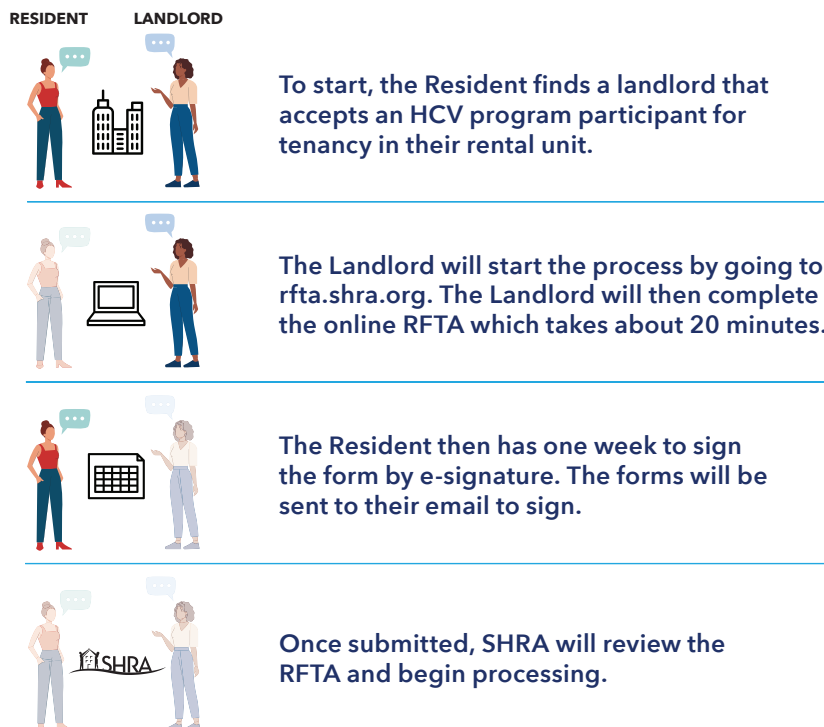 RESIDENT LANDLORD
To start, the Resident finds a landlord that
accepts an HCV program participant for
tenancy in their rental unit.
The Landlord will start the process by going to
rfta.shra.org. The Landlord will then complete
the online RFTA which takes about 20 minutes.
The Resident then has one week to sign
the form by e-signature. The forms will be
sent to their email to sign.
SHRA
Once submitted, SHRA will review the
RFTA and begin processing.